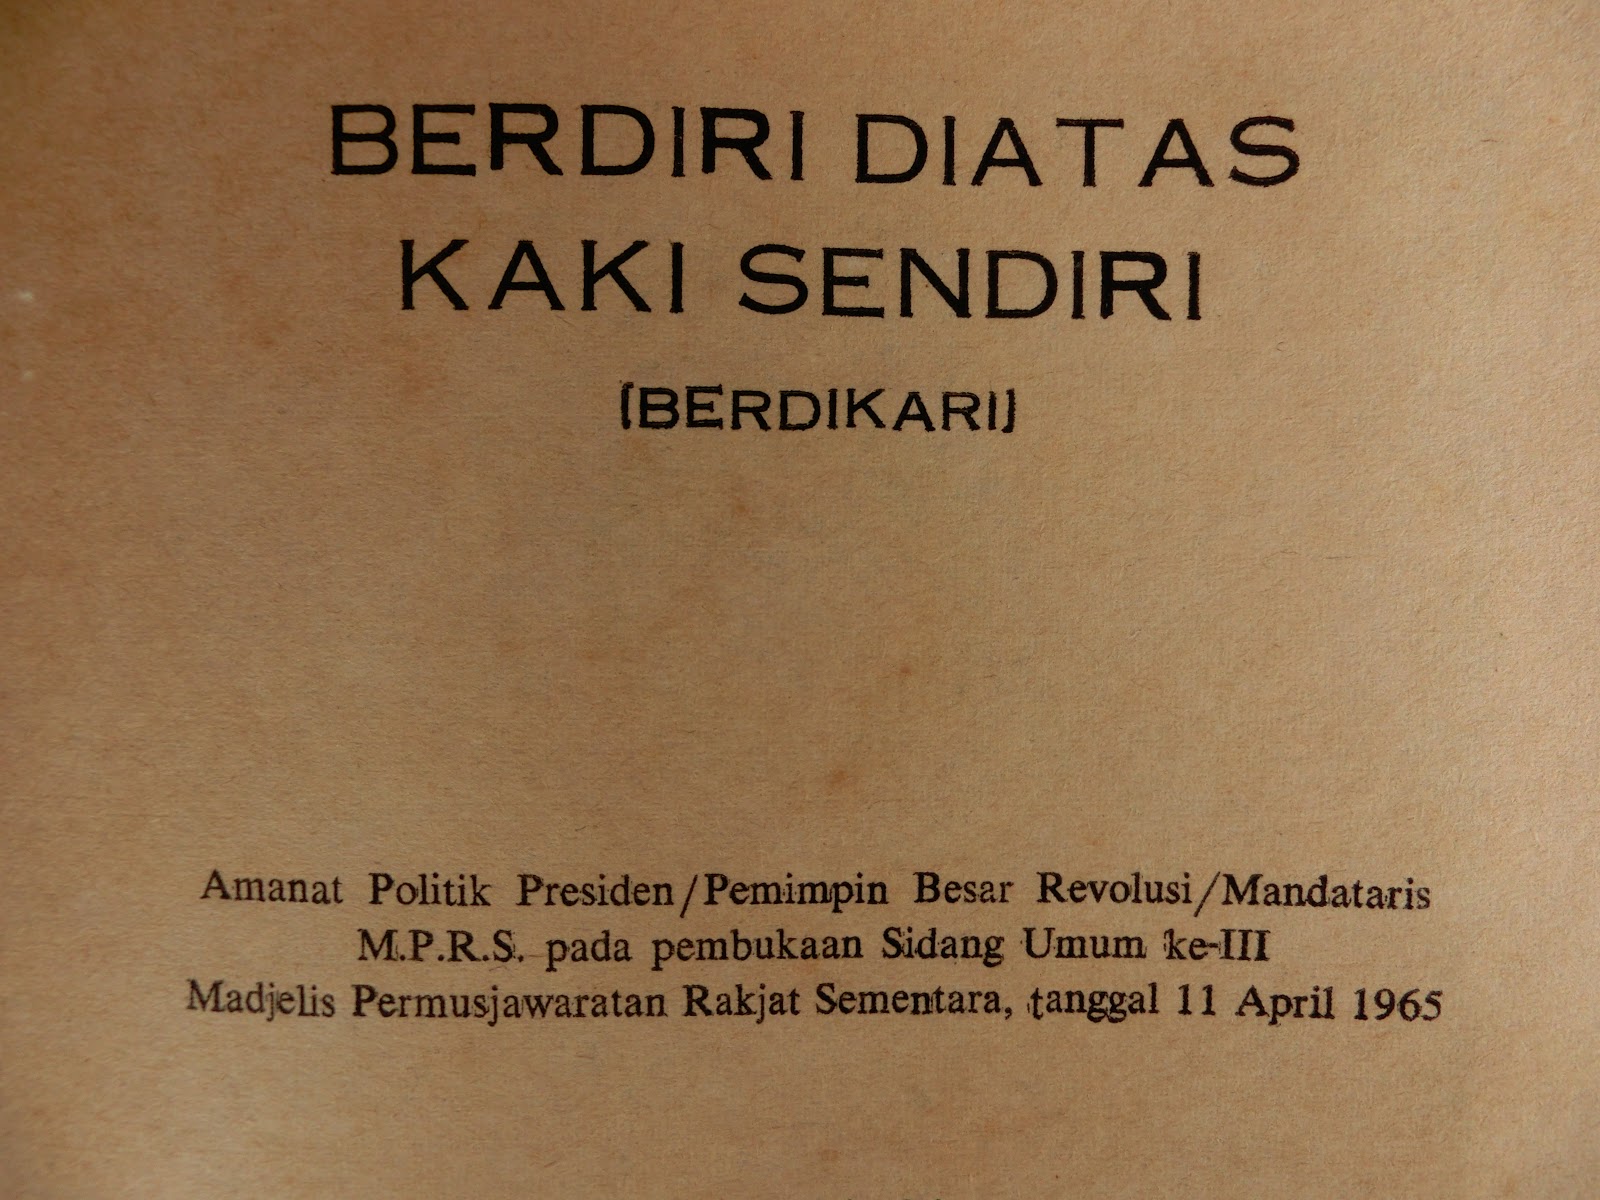 BERDIRI DIATAS
KAKI SENDIRI
(BERDIKARI)
Amanat Politik Presiden/Pemimpin Besar Revolusi/Mandataris
M.P.R.S. pada pembukaan Sidang Umum ke-III
Madjelis Permusjawaratan Rakjat Sementara, tanggal 11 April 1965